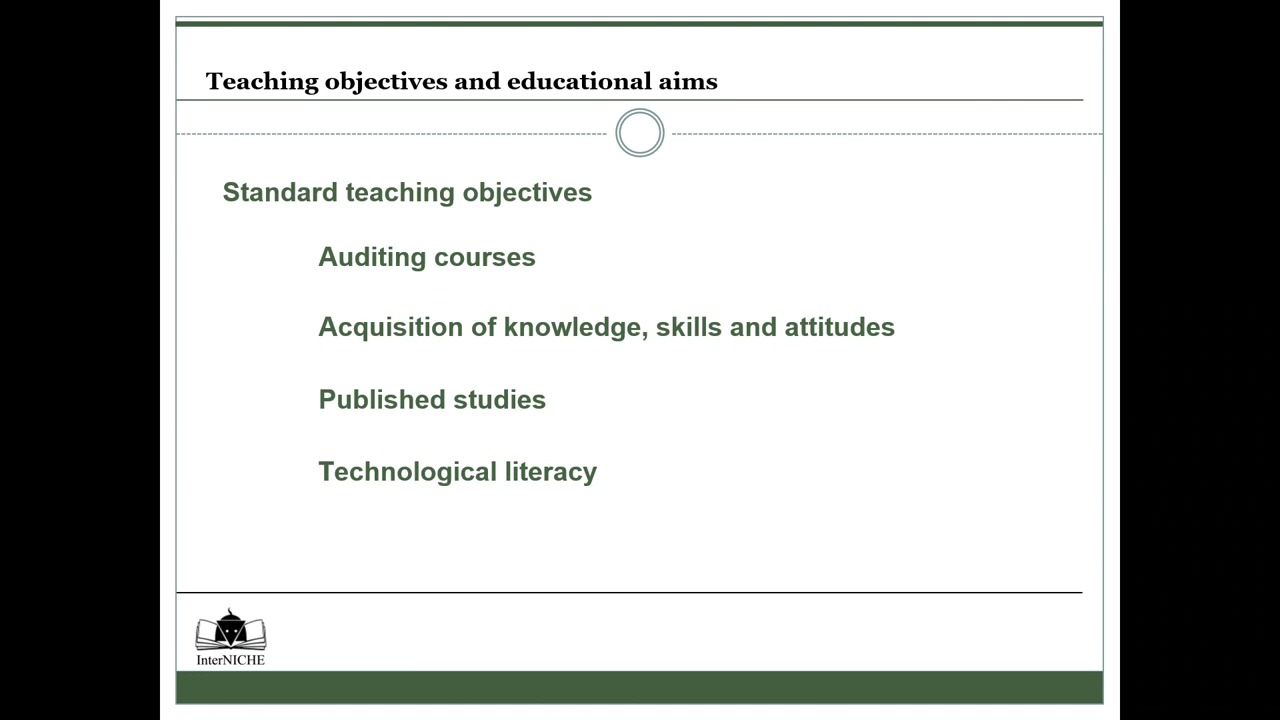 Teaching objectives and educational aims
Standard teaching objectives
Auditing courses
Acquisition of knowledge, skills and attitudes
Published studies
Technological literacy
InterNICHE